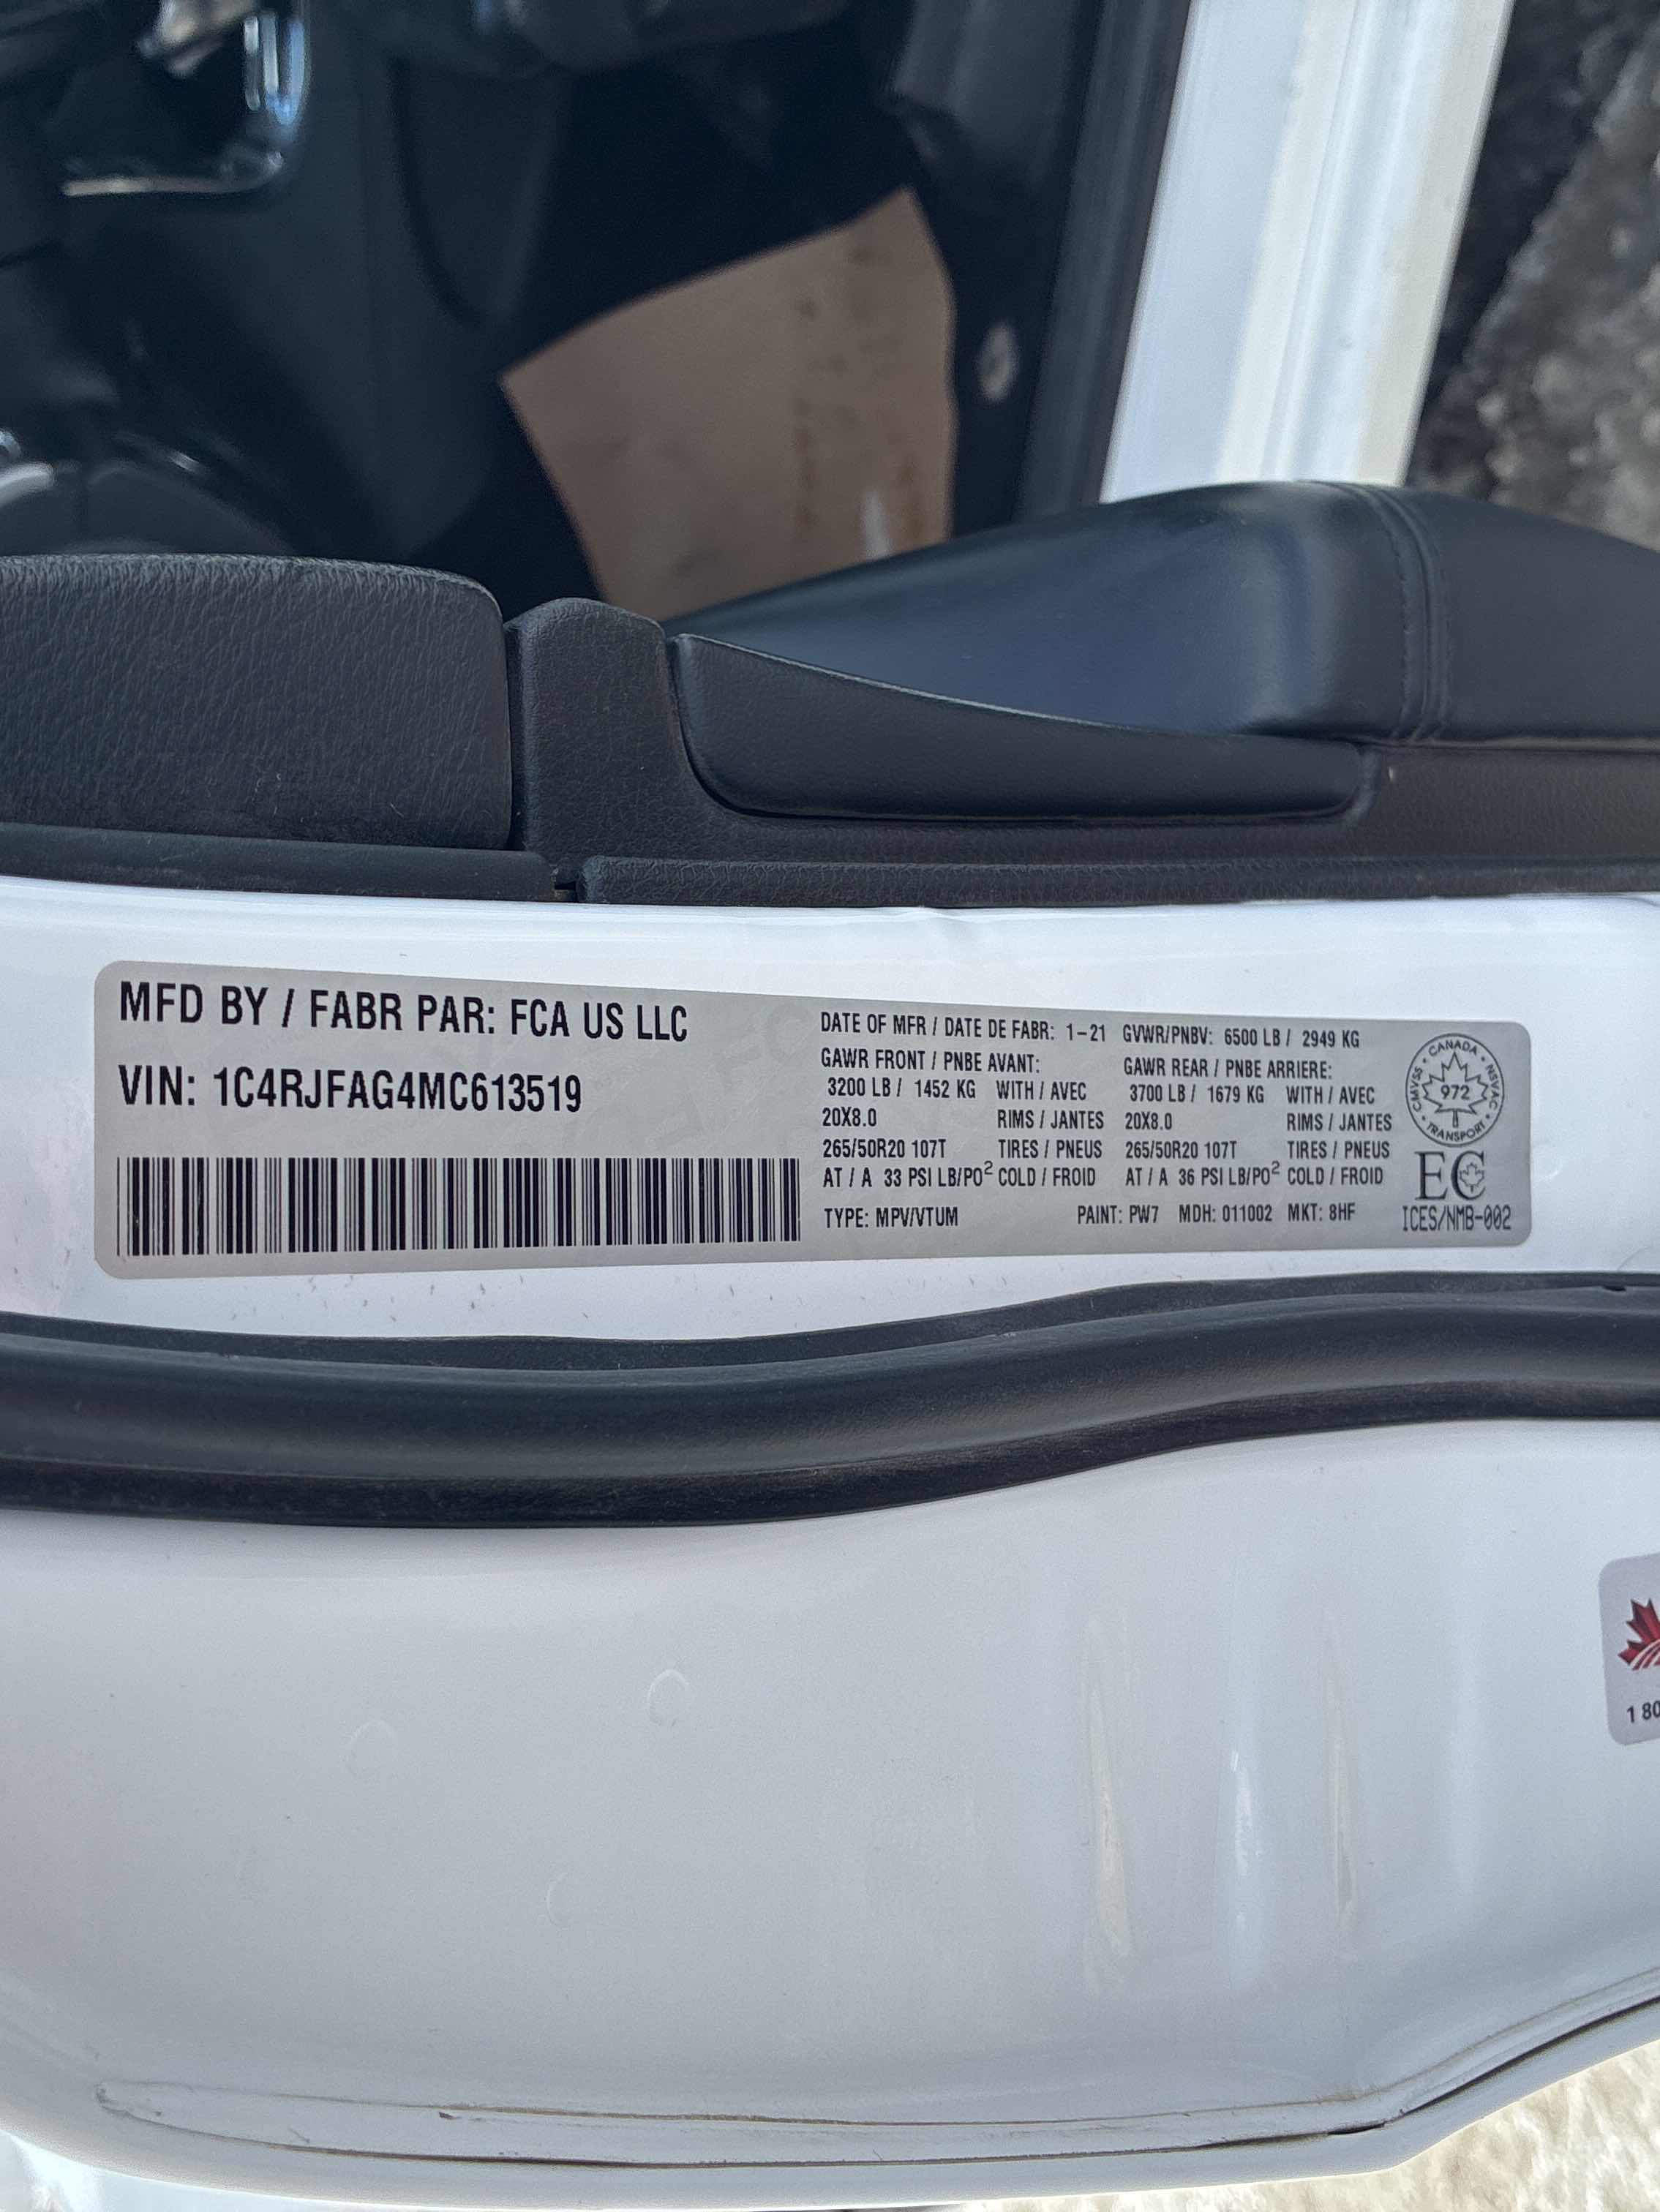 MFD BY / FABR PAR: FCA US LLC
VIN: 1C4RJFAG4MC613519
DATE OF MFR / DATE DE FABR: 1-21 GVWR/PNBV: 6500 LB / 2949 KG
GAWR FRONT / PNBE AVANT: GAWR REAR / PNBE ARRIERE:
3200 LB / 1452 KG WITH / AVEC 3700 LB / 1679 KG WITH / AVEC
20X8.0 RIMS / JANTES 20X8.0 RIMS / JANTES
265/50R20 107T TIRES / PNEUS 265/50R20 107T TIRES / PNEUS
AT / A 33 PSI LB/PO² COLD / FROID AT / A 36 PSI LB/PO² COLD / FROID
TYPE: MPV/VTUM PAINT: PW7 MDH: 011002 MKT: 8HF
CANADA
CMVSS 972 NSVAC
TRANSPORT
EC
ICES/NMB-002
1 80